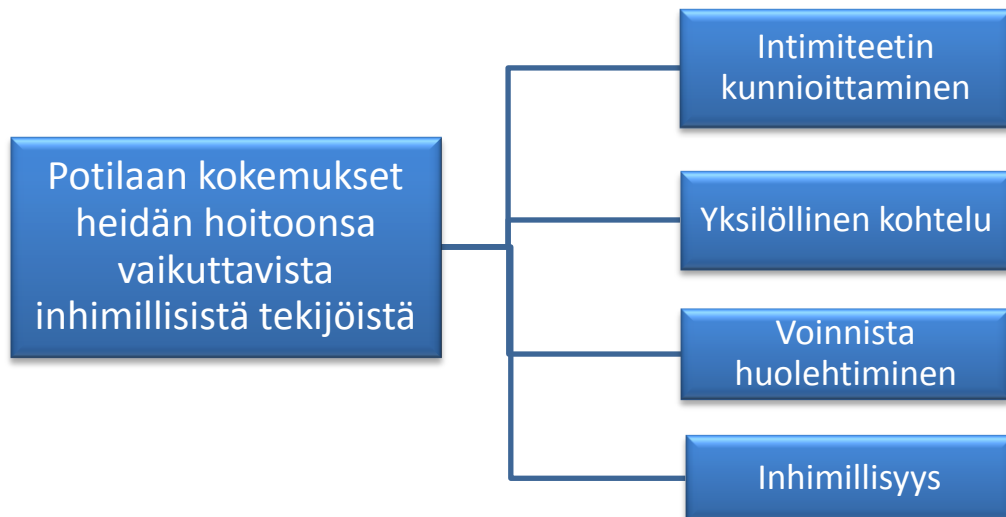 Potilaan kokemukset
heidän hoitoonsa
vaikuttavista
inhimillisistä tekijöistä
Intimiteetin
kunnioittaminen
Yksilöllinen kohtelu
Voinnista
huolehtiminen
Inhimillisyys